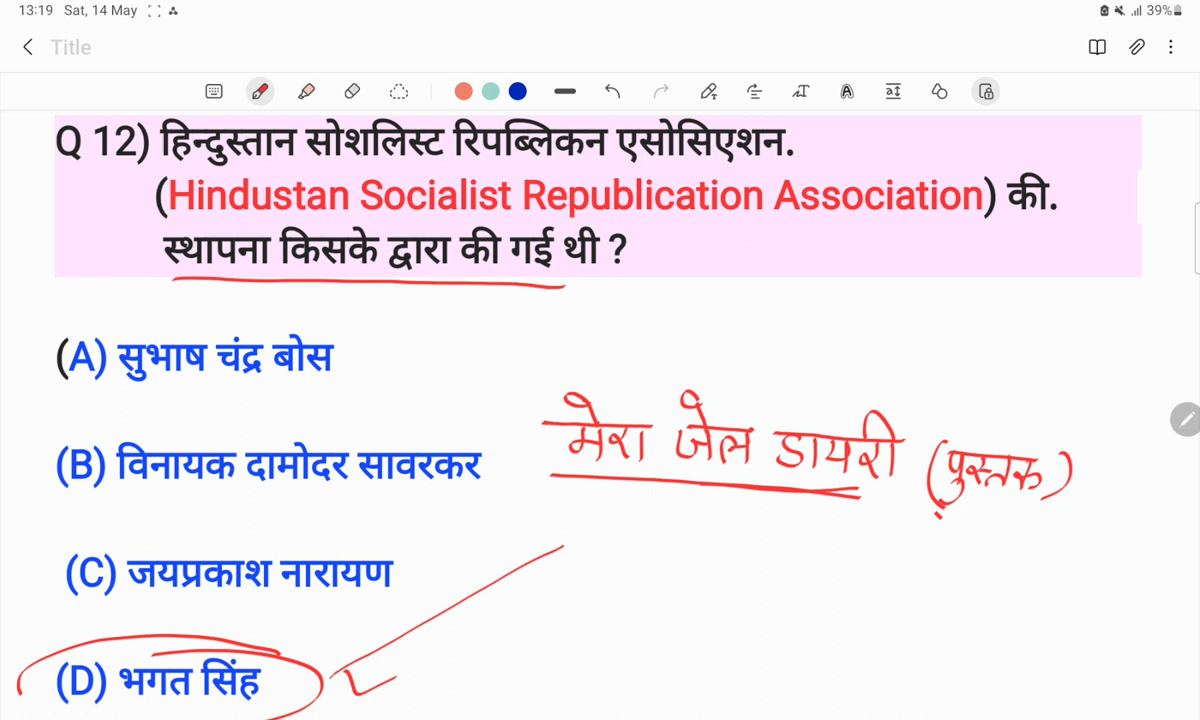 13:19 Sat, 14 May 39%
Title
Q 12) हिन्दुस्तान सोशलिस्ट रिपब्लिकन एसोसिएशन.
(Hindustan Socialist Republication Association) की.
स्थापना किसके द्वारा की गई थी ?
(A) सुभाष चंद्र बोस
मेरा जेल डायरी (पुस्तक)
(B) विनायक दामोदर सावरकर
(C) जयप्रकाश नारायण
(D) भगत सिंह